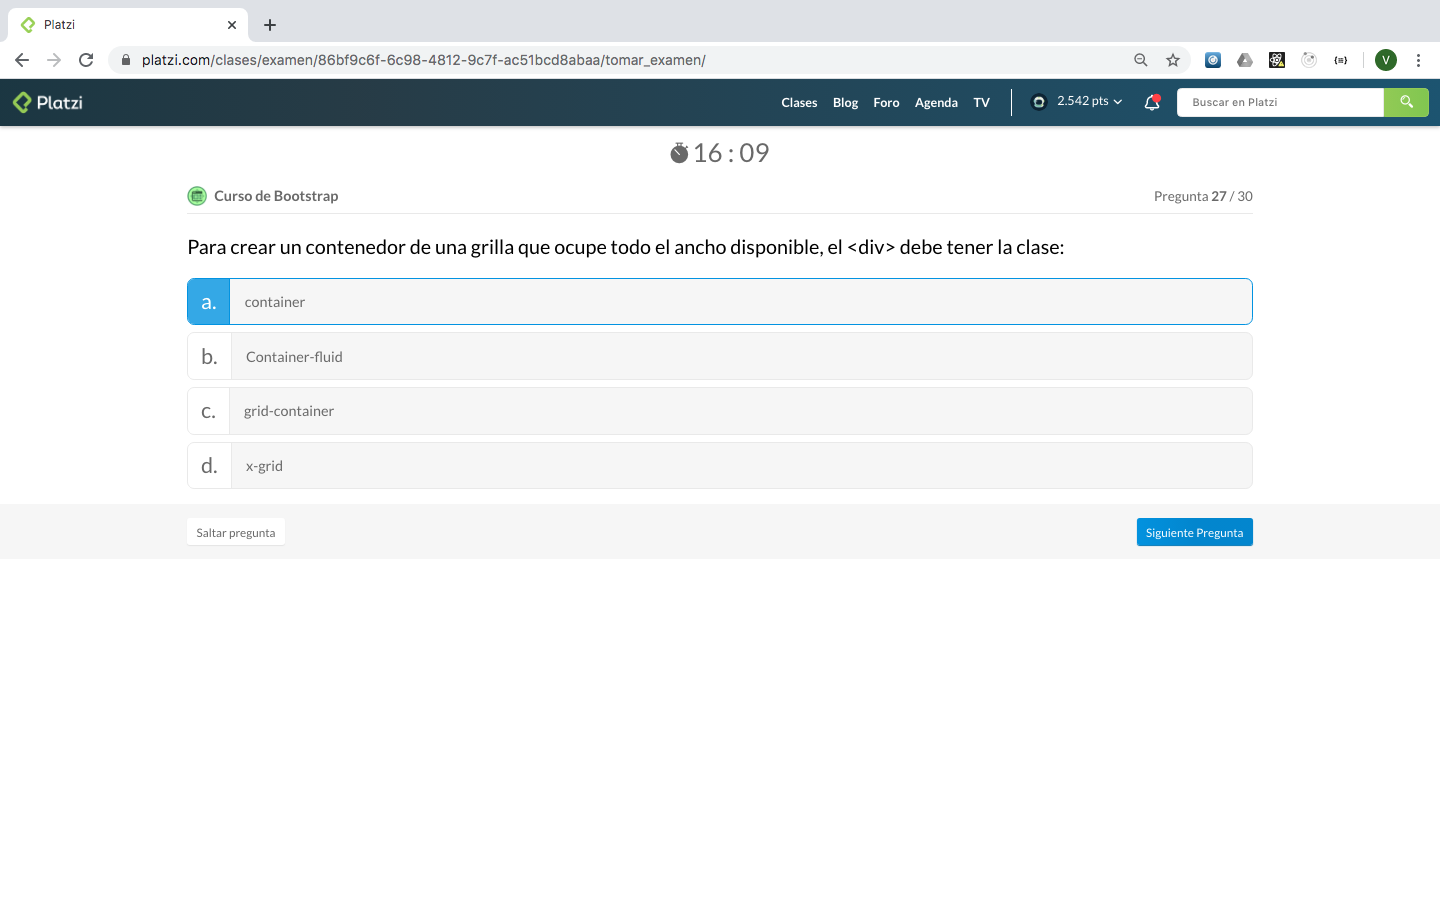 Platzi
platzi.com/clases/examen/86bf9c6f-6c98-4812-9c7f-ac51bcd8abaa/tomar_examen/
V
Platzi
Clases Blog Foro Agenda TV 2.542 pts Buscar en Platzi
16 : 09
Curso de Bootstrap Pregunta 27 / 30
Para crear un contenedor de una grilla que ocupe todo el ancho disponible, el <div> debe tener la clase:
a. container
b. Container-fluid
c. grid-container
d. x-grid
Saltar pregunta Siguiente Pregunta